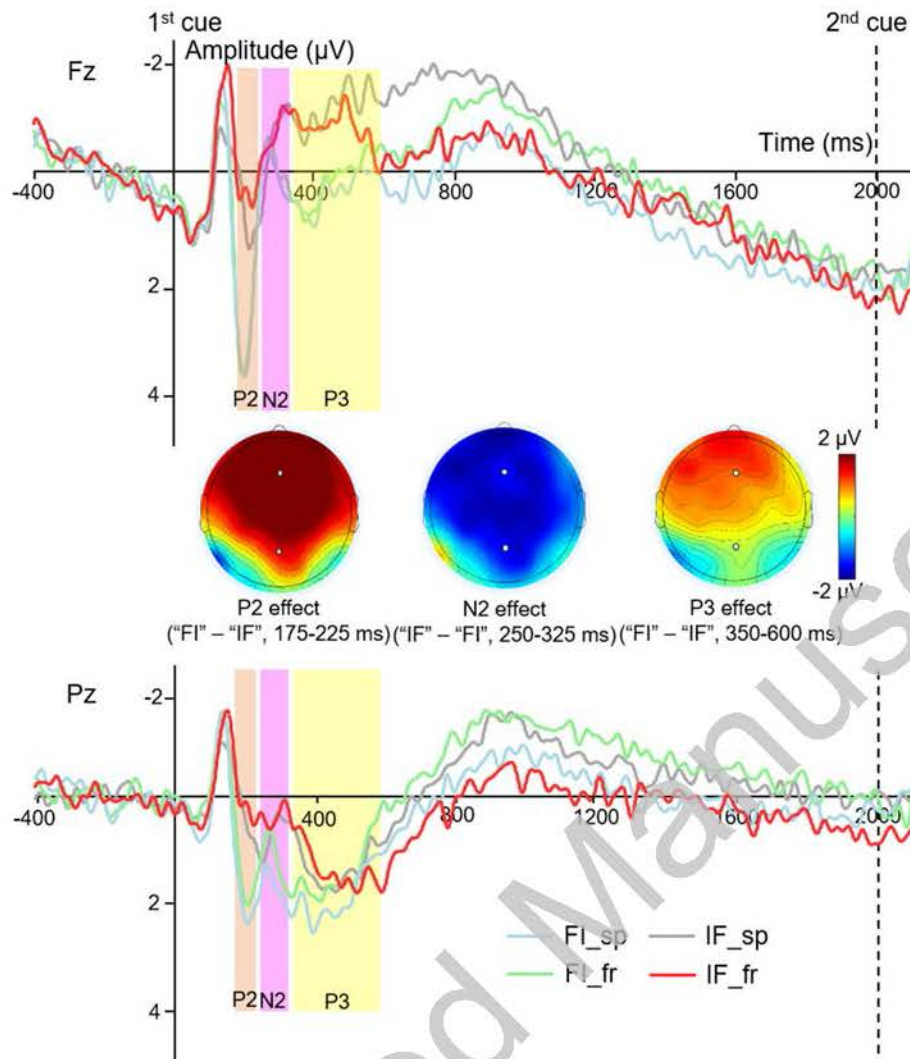 1st cue
2nd cue
Amplitude (µV)
Fz
-2
Time (ms)
-400
400
800
1200
1600
2000
2
4
P2 N2 P3
2 µV
-2 µV
P2 effect
N2 effect
P3 effect
("FI" – "IF", 175-225 ms)
("IF" – "FI", 250-325 ms)
("FI" – "IF", 350-600 ms)
Pz
-2
-400
400
800
1200
1600
2000
2
FI_sp
IF_sp
FI_fr
IF_fr
P2 N2 P3
4
ed Manusc